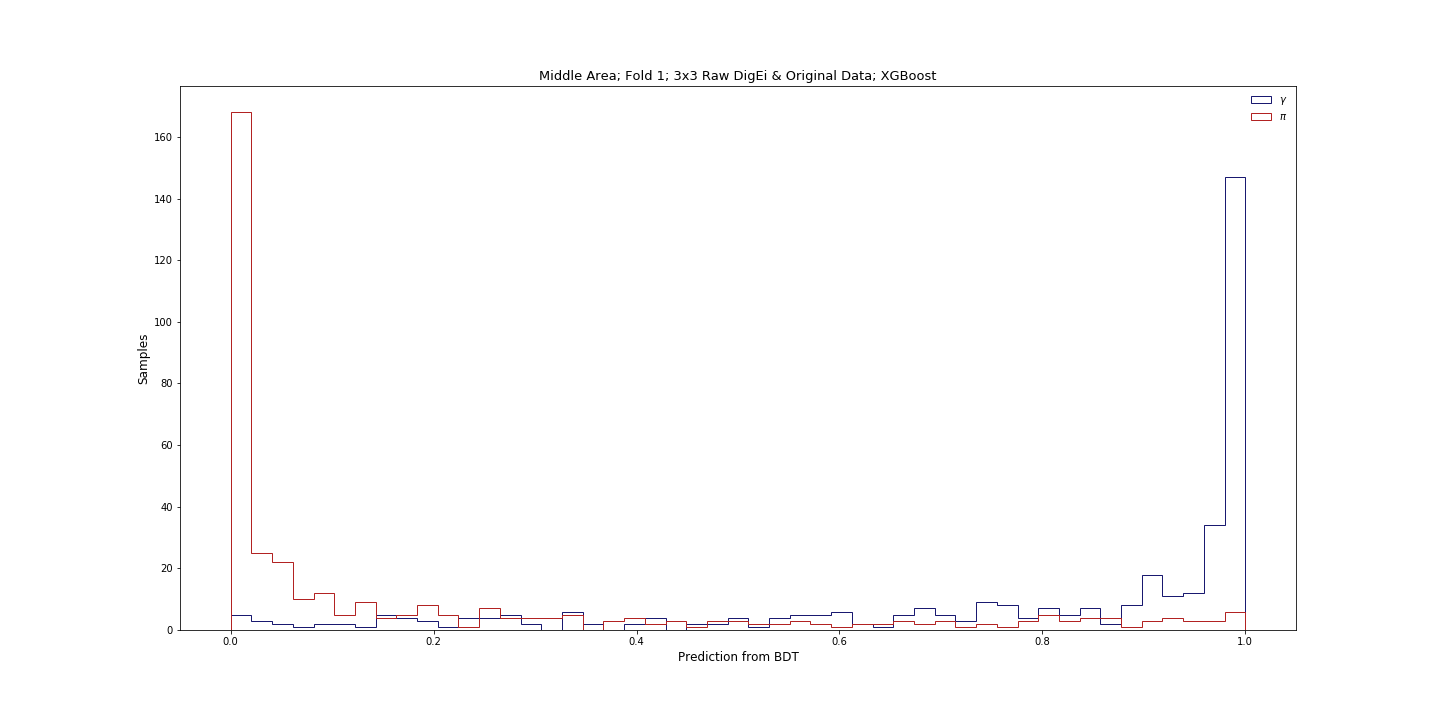 Middle Area; Fold 1; 3x3 Raw DigEi & Original Data; XGBoost
γ
π
Samples
160
140
120
100
80
60
40
20
0
0.0 0.2 0.4 0.6 0.8 1.0
Prediction from BDT